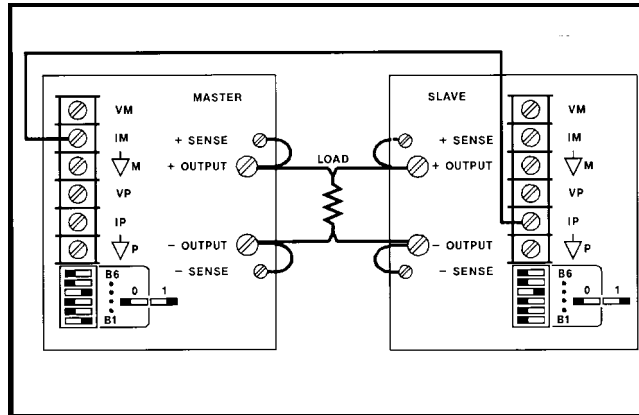 MASTER
VM
IM
M
VP
IP
P
+ SENSE
+ OUTPUT
- OUTPUT
- SENSE
B6
0 1
B1
LOAD
SLAVE
+ SENSE
+ OUTPUT
- OUTPUT
- SENSE
VM
IM
M
VP
IP
P
B6
0 1
B1